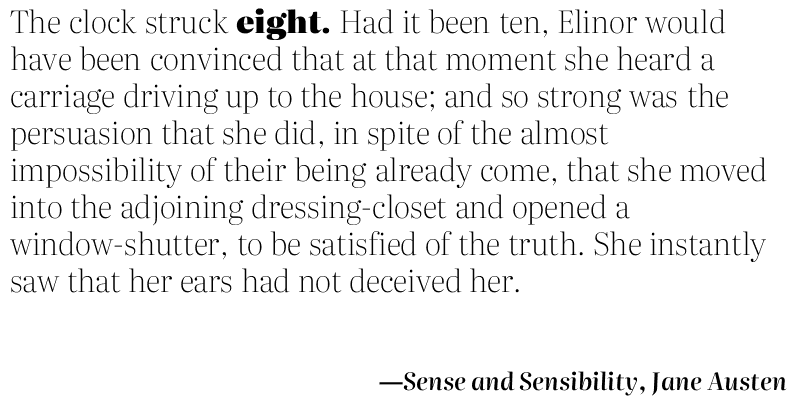 The clock struck eight. Had it been ten, Elinor would
have been convinced that at that moment she heard a
carriage driving up to the house; and so strong was the
persuasion that she did, in spite of the almost
impossibility of their being already come, that she moved
into the adjoining dressing-closet and opened a
window-shutter, to be satisfied of the truth. She instantly
saw that her ears had not deceived her.
—Sense and Sensibility, Jane Austen